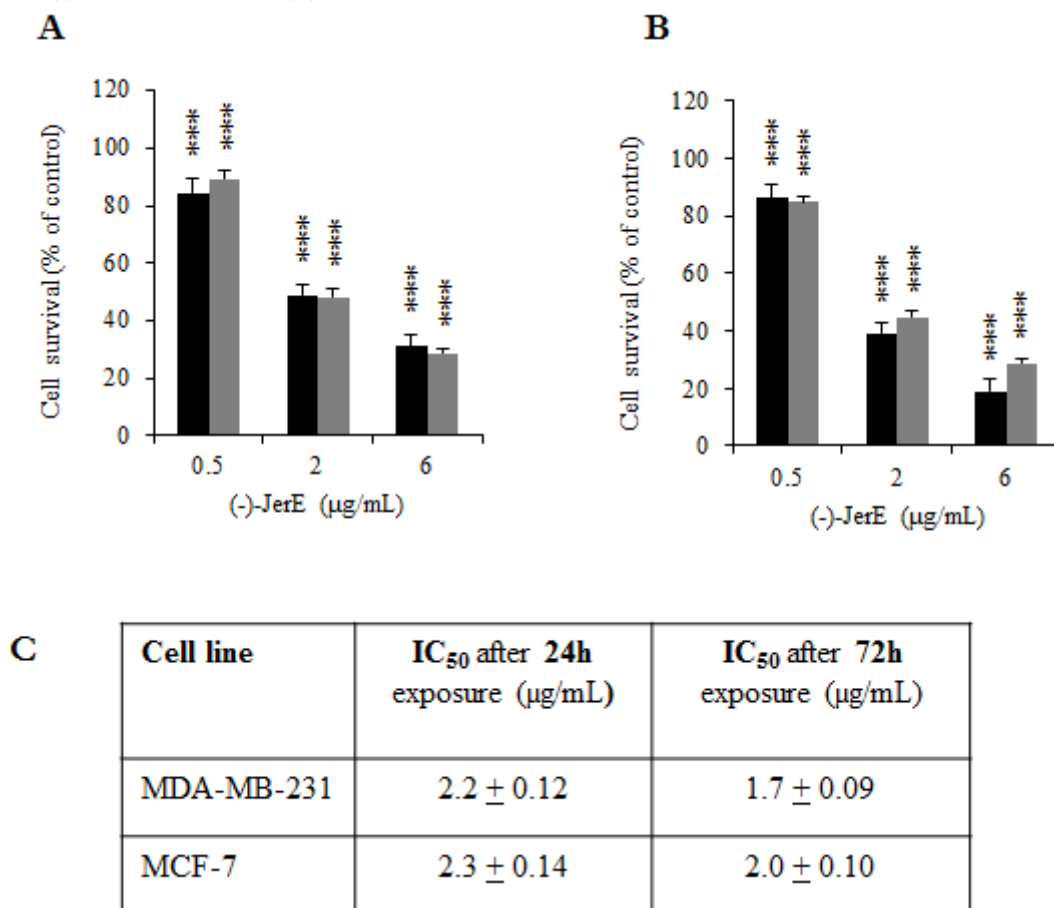 A
B
Cell survival (% of control)
120
100
80
60
40
20
0
*** ***
*** ***
*** ***
0.5 2 6
(-)-JerE (μg/mL)
Cell survival (% of control)
120
100
80
60
40
20
0
*** ***
*** ***
*** ***
0.5 2 6
(-)-JerE (μg/mL)
C
Cell line
IC50 after 24h
exposure (μg/mL)
IC50 after 72h
exposure (μg/mL)
MDA-MB-231 2.2 ± 0.12 1.7 ± 0.09
MCF-7 2.3 ± 0.14 2.0 ± 0.10